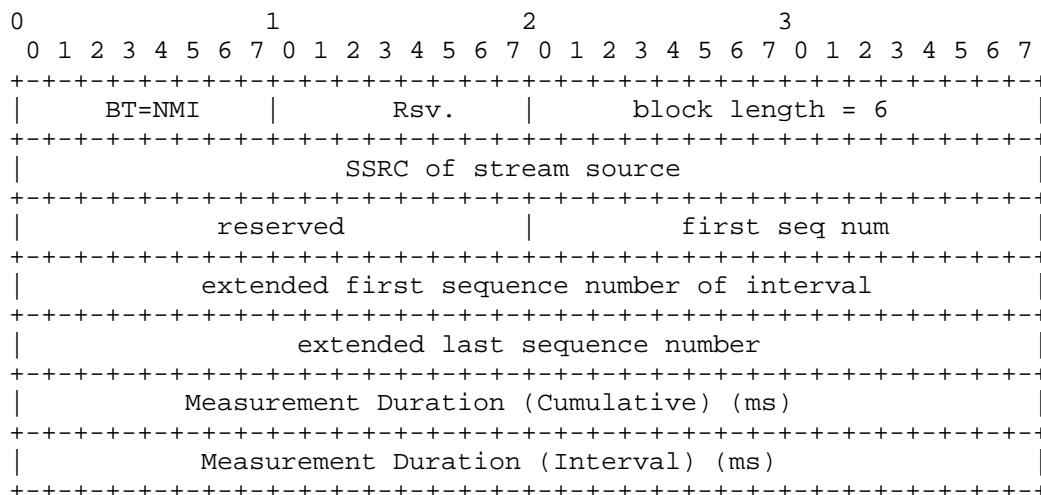 0                   1                   2                   3
 0 1 2 3 4 5 6 7 0 1 2 3 4 5 6 7 0 1 2 3 4 5 6 7 0 1 2 3 4 5 6 7
+-+-+-+-+-+-+-+-+-+-+-+-+-+-+-+-+-+-+-+-+-+-+-+-+-+-+-+-+-+-+-+-+
|     BT=NMI    |      Rsv.     |      block length = 6         |
+-+-+-+-+-+-+-+-+-+-+-+-+-+-+-+-+-+-+-+-+-+-+-+-+-+-+-+-+-+-+-+-+
|                    SSRC of stream source                      |
+-+-+-+-+-+-+-+-+-+-+-+-+-+-+-+-+-+-+-+-+-+-+-+-+-+-+-+-+-+-+-+-+
|            reserved           |         first seq num         |
+-+-+-+-+-+-+-+-+-+-+-+-+-+-+-+-+-+-+-+-+-+-+-+-+-+-+-+-+-+-+-+-+
|           extended first sequence number of interval          |
+-+-+-+-+-+-+-+-+-+-+-+-+-+-+-+-+-+-+-+-+-+-+-+-+-+-+-+-+-+-+-+-+
|                 extended last sequence number                 |
+-+-+-+-+-+-+-+-+-+-+-+-+-+-+-+-+-+-+-+-+-+-+-+-+-+-+-+-+-+-+-+-+
|          Measurement Duration (Cumulative) (ms)               |
+-+-+-+-+-+-+-+-+-+-+-+-+-+-+-+-+-+-+-+-+-+-+-+-+-+-+-+-+-+-+-+-+
|           Measurement Duration (Interval) (ms)                |
+-+-+-+-+-+-+-+-+-+-+-+-+-+-+-+-+-+-+-+-+-+-+-+-+-+-+-+-+-+-+-+-+